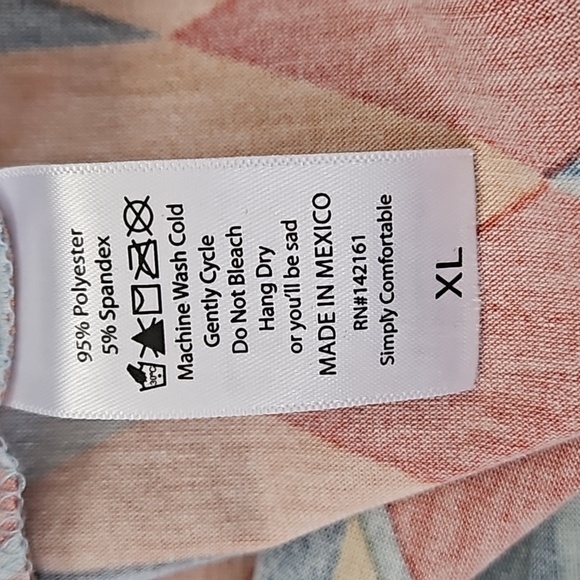 95% Polyester
5% Spandex
30°C
Machine Wash Cold
Gently Cycle
Do Not Bleach
Hang Dry
or you'll be sad
MADE IN MEXICO
RN#142161
Simply Comfortable
XL